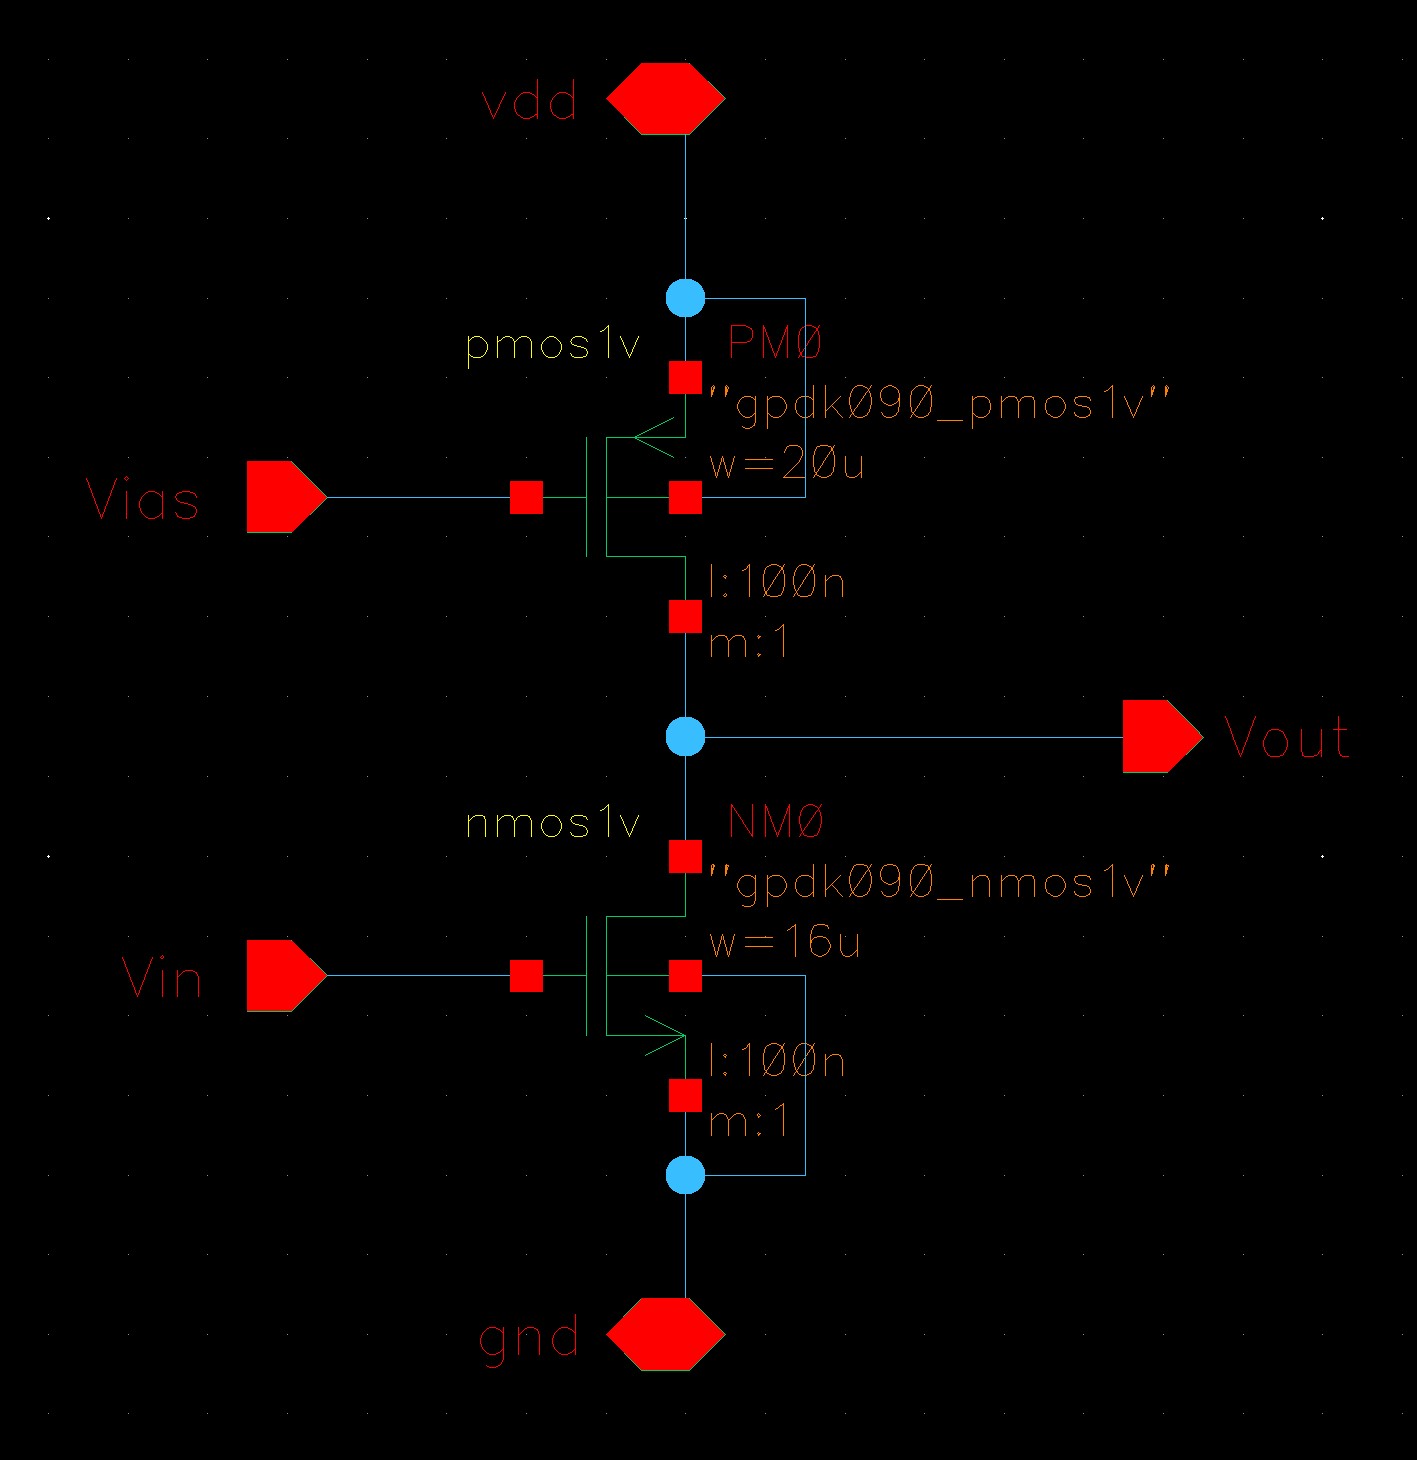 vdd
pmos1v
PM0
"gpdk090_pmos1v"
w=20u
Vias
l:100n
m:1
Vout
nmos1v
NM0
"gpdk090_nmos1v"
w=16u
Vin
l:100n
m:1
gnd